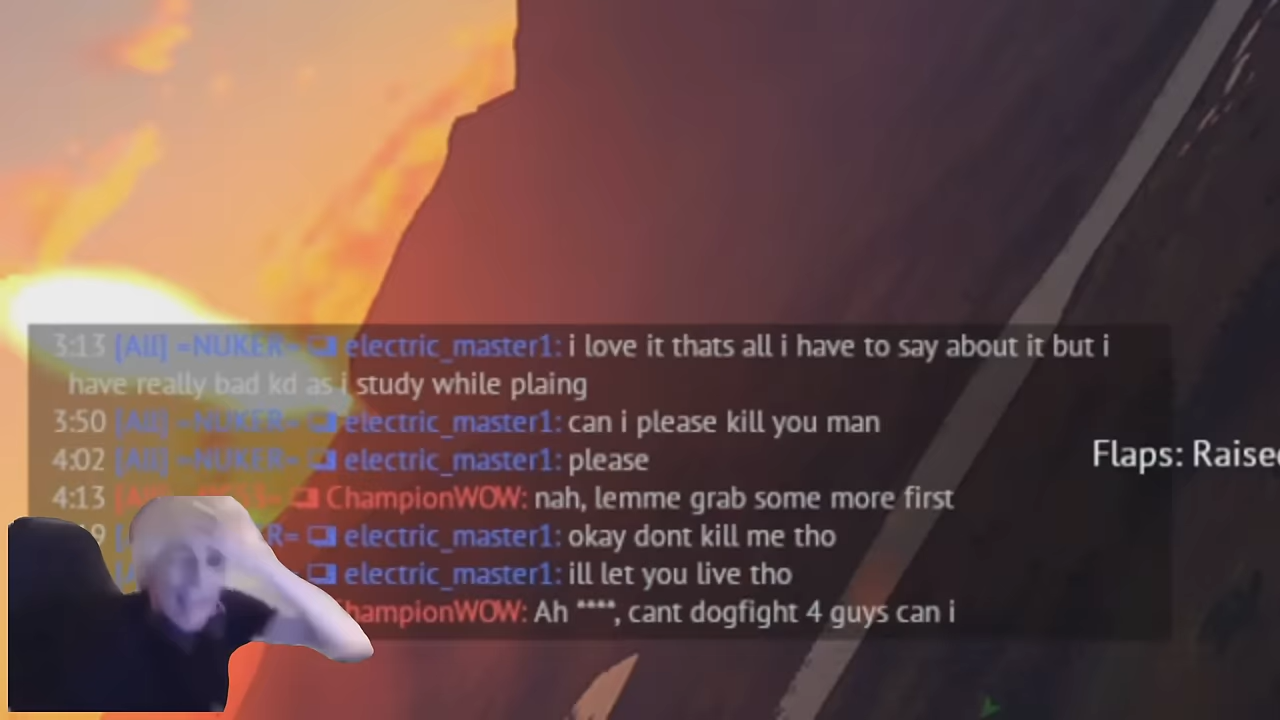 3:13 [All] =NUKER= electric_master1: i love it thats all i have to say about it but i
have really bad kd as i study while plaing
3:50 [All] =NUKER= electric_master1: can i please kill you man
Flaps: Raised
4:02 [All] =NUKER= electric_master1: please
4:13 ChampionWOW: nah, lemme grab some more first
R= electric_master1: okay dont kill me tho
electric_master1: ill let you live tho
hampionWOW: Ah ****, cant dogfight 4 guys can i